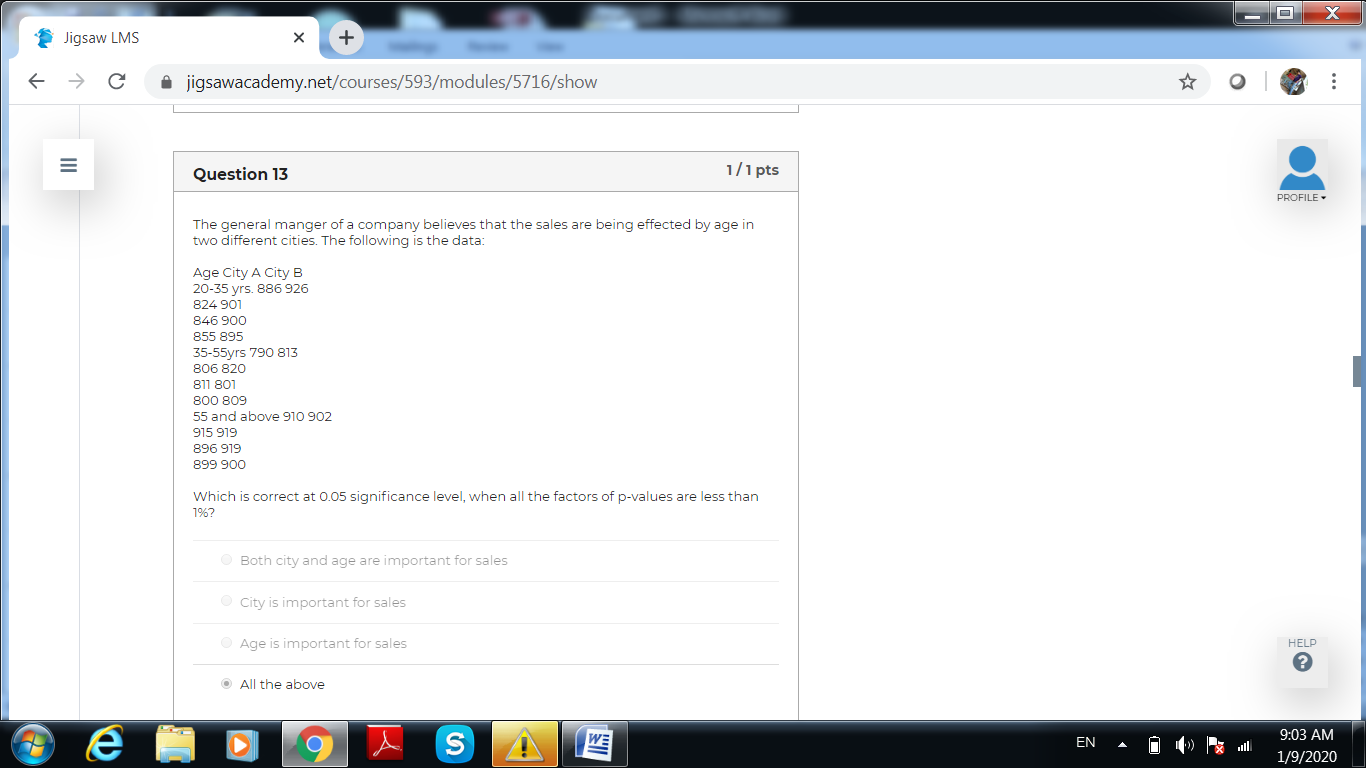 Jigsaw LMS
jigsawacademy.net/courses/593/modules/5716/show
PROFILE
Question 13
1 / 1 pts
The general manger of a company believes that the sales are being effected by age in
two different cities. The following is the data:
Age City A City B
20-35 yrs. 886 926
824 901
846 900
855 895
35-55yrs 790 813
806 820
811 801
800 809
55 and above 910 902
915 919
896 919
899 900
Which is correct at 0.05 significance level, when all the factors of p-values are less than
1%?
Both city and age are important for sales
City is important for sales
Age is important for sales
All the above
HELP
EN
9:03 AM
1/9/2020